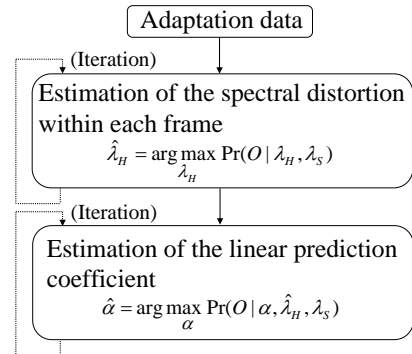 Adaptation data
(Iteration)
Estimation of the spectral distortion
within each frame
λ̂_H = arg max Pr(O | λ_H, λ_S)
λ_H
(Iteration)
Estimation of the linear prediction
coefficient
α̂ = arg max Pr(O | α, λ̂_H, λ_S)
α